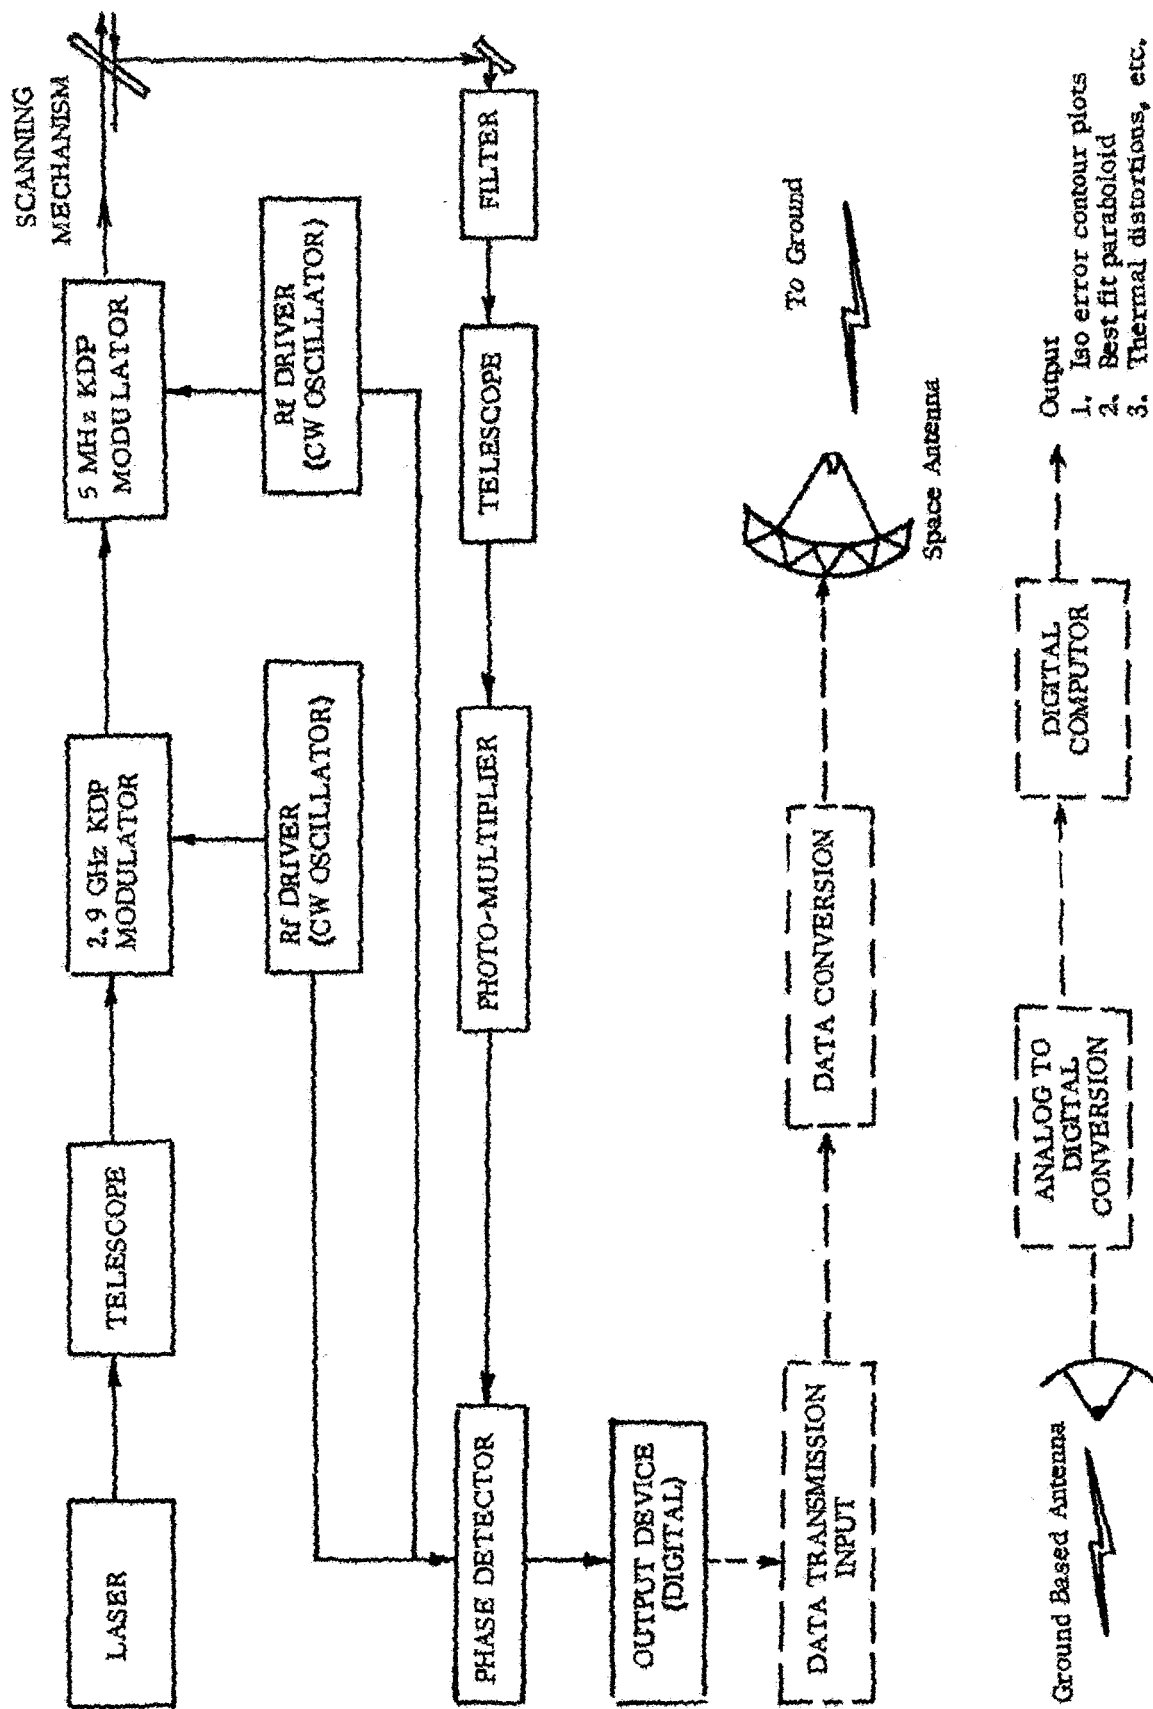 SCANNING
MECHANISM
LASER
TELESCOPE
2.9 GHz KDP
MODULATOR
5 MHz KDP
MODULATOR
Rf DRIVER
(CW OSCILLATOR)
Rf DRIVER
(CW OSCILLATOR)
PHASE DETECTOR
PHOTO-MULTIPLIER
TELESCOPE
FILTER
OUTPUT DEVICE
(DIGITAL)
DATA TRANSMISSION
INPUT
DATA CONVERSION
Space Antenna
To Ground
Ground Based Antenna
ANALOG TO
DIGITAL
CONVERSION
DIGITAL
COMPUTOR
Output
1. Iso error contour plots
2. Best fit paraboloid
3. Thermal distortions, etc.